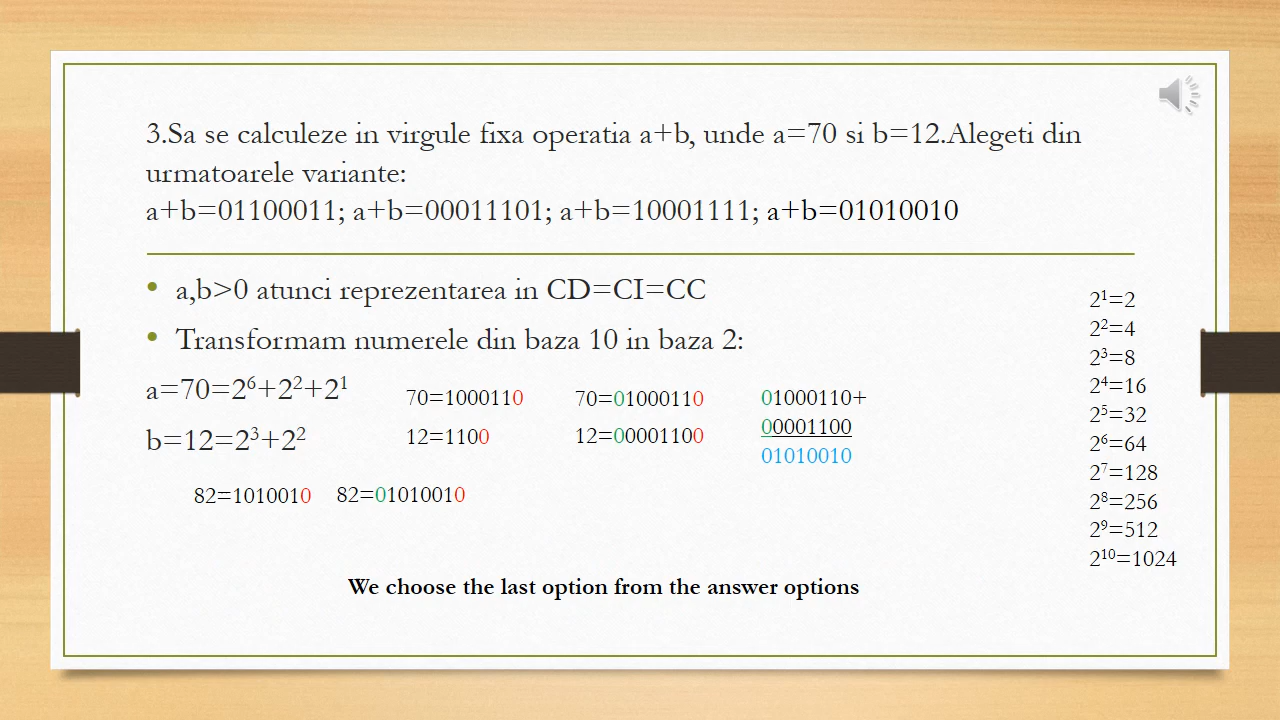 3.Sa se calculeze in virgule fixa operatia a+b, unde a=70 si b=12.Alegeti din
urmatoarele variante:
a+b=01100011; a+b=00011101; a+b=10001111; a+b=01010010
• a,b>0 atunci reprezentarea in CD=CI=CC
• Transformam numerele din baza 10 in baza 2:
a=70=2⁶+2²+2¹
b=12=2³+2²
70=1000110
12=1100
70=01000110
12=00001100
01000110+
00001100
01010010
82=1010010 82=01010010
2¹=2
2²=4
2³=8
2⁴=16
2⁵=32
2⁶=64
2⁷=128
2⁸=256
2⁹=512
2¹⁰=1024
We choose the last option from the answer options